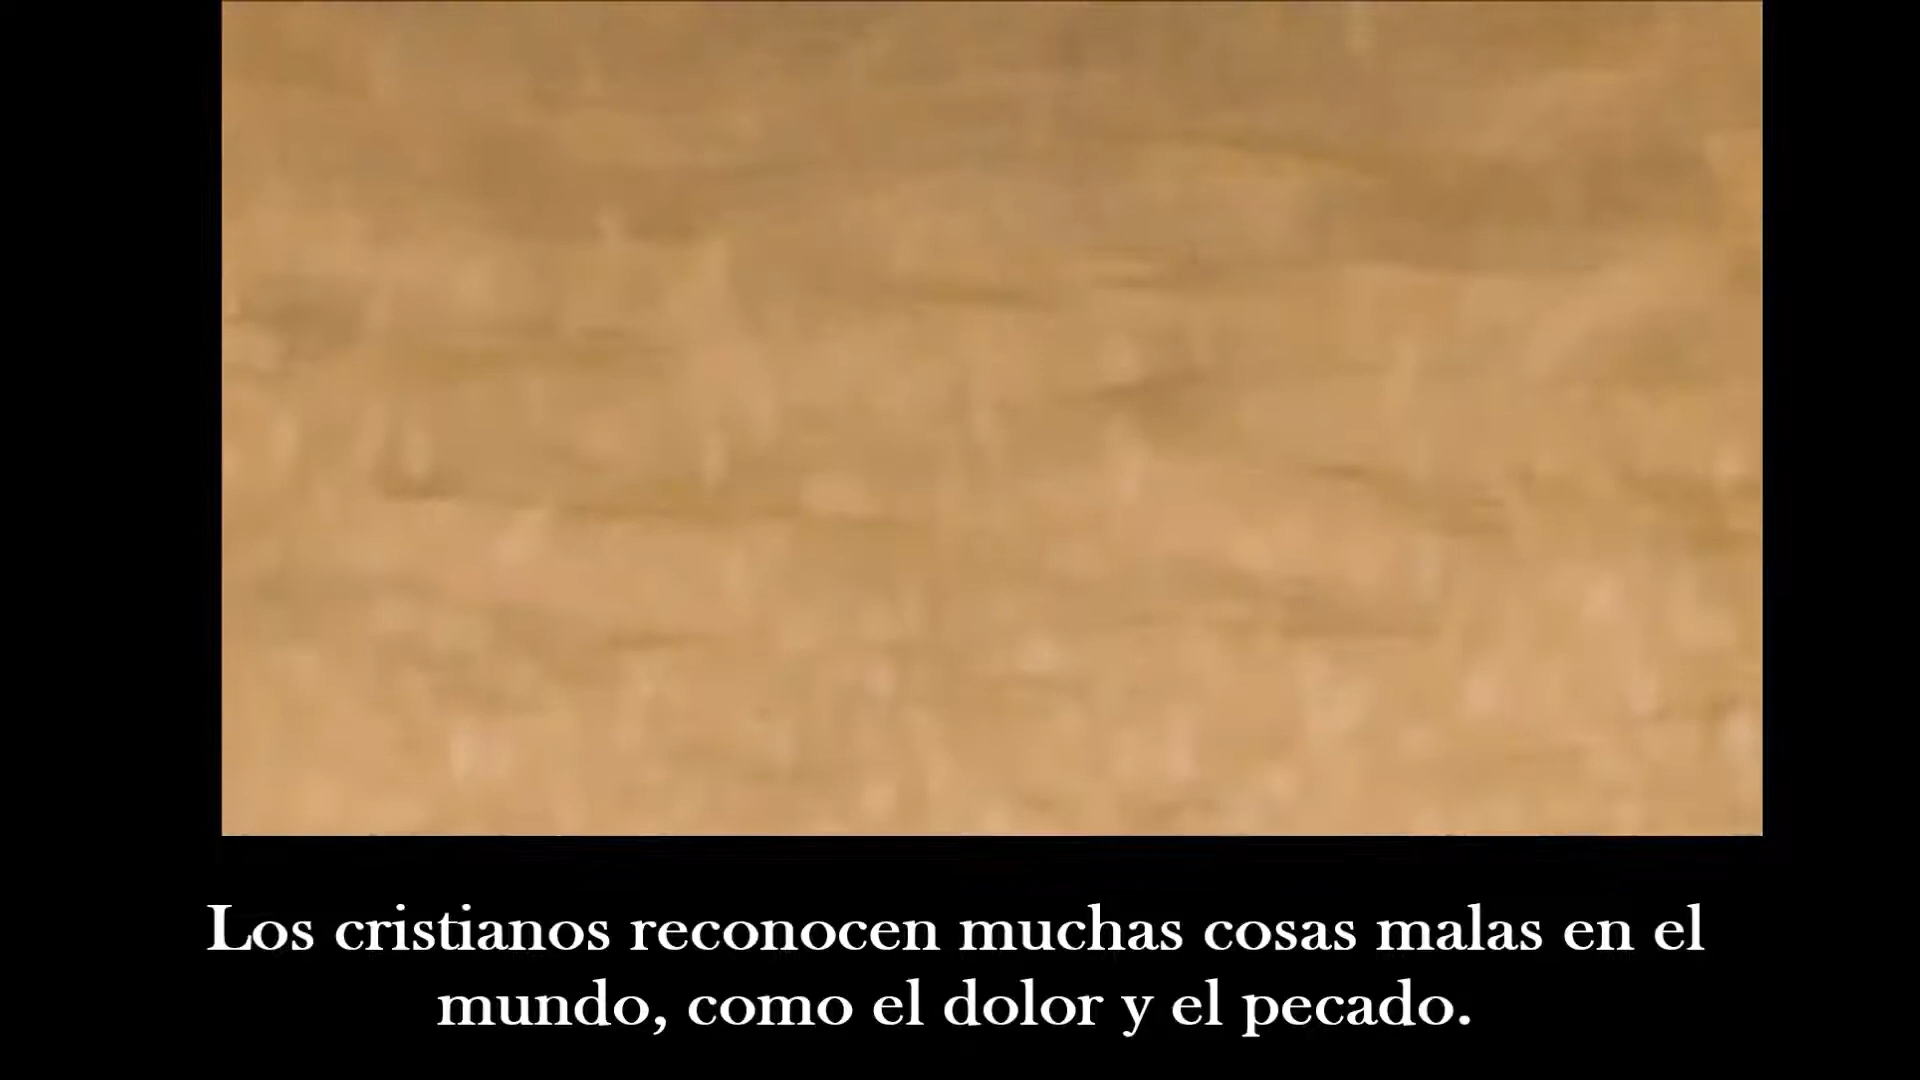 Los cristianos reconocen muchas cosas malas en el
mundo, como el dolor y el pecado.